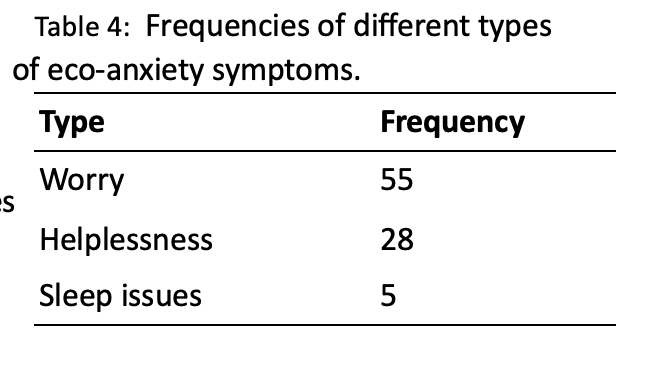 Table 4: Frequencies of different types
of eco-anxiety symptoms.
Type Frequency
Worry 55
es
Helplessness 28
Sleep issues 5